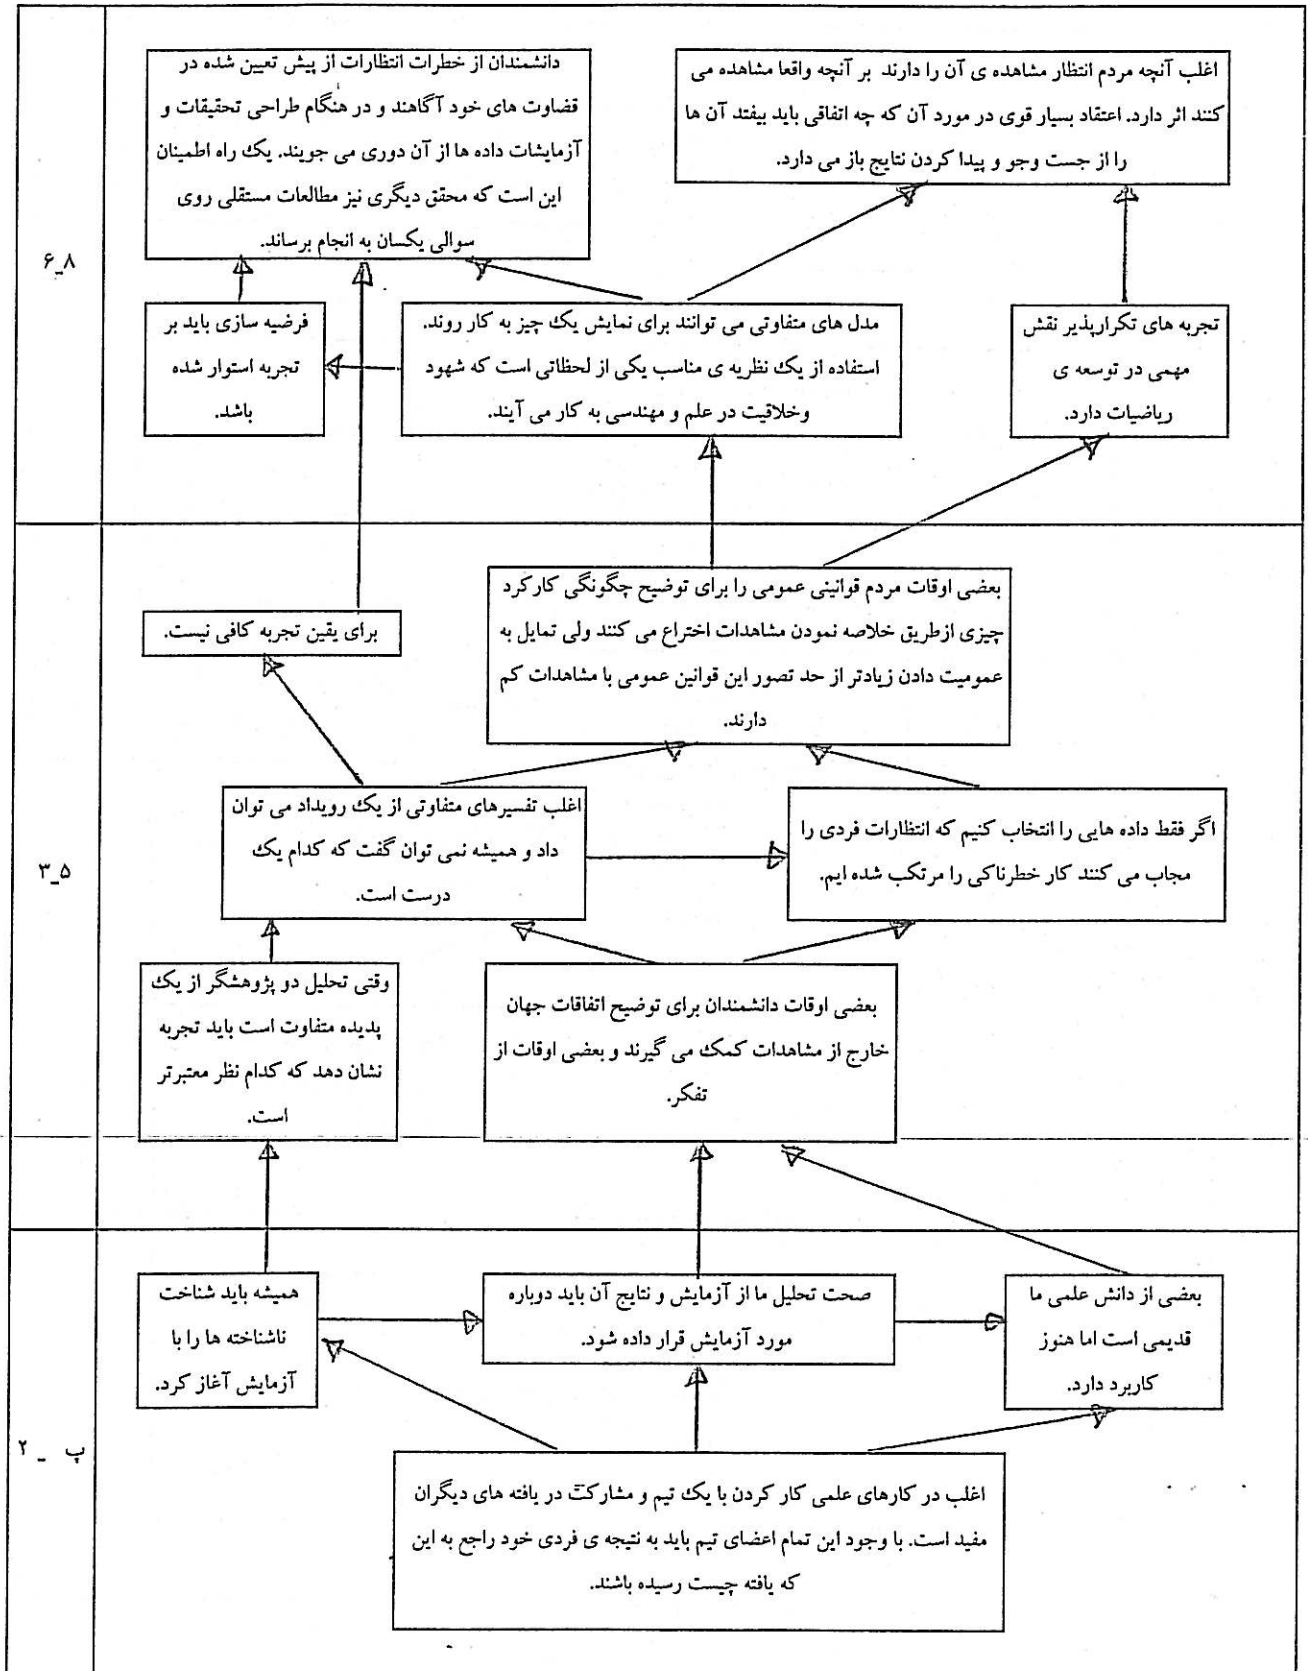 اغلب آنچه مردم انتظار مشاهده ی آن را دارند بر آنچه واقعا مشاهده می
کنند اثر دارد. اعتقاد بسیار قوی در مورد آن که چه اتفاقی باید بیفتد آن ها
را از جست وجو و پیدا کردن نتایج باز می دارد.
دانشمندان از خطرات انتظارات از پیش تعیین شده در
قضاوت های خود آگاهند و در هنگام طراحی تحقیقات و
آزمایشات داده ها از آن دوری می جویند. یک راه اطمینان
این است که محقق دیگری نیز مطالعات مستقلی روی
سوالی یکسان به انجام برساند.
۶_۸
تجربه های تکرارپذیر نقش
مهمی در توسعه ی
ریاضیات دارد.
مدل های متفاوتی می توانند برای نمایش یک چیز به کار روند.
استفاده از یک نظریه ی مناسب یکی از لحظاتی است که شهود
وخلاقیت در علم و مهندسی به کار می آیند.
فرضیه سازی باید بر
تجربه استوار شده
باشد.
بعضی اوقات مردم قوانینی عمومی را برای توضیح چگونگی کارکرد
چیزی ازطریق خلاصه نمودن مشاهدات اختراع می کنند ولی تمایل به
عمومیت دادن زیادتر از حد تصور این قوانین عمومی با مشاهدات کم
دارند.
برای یقین تجربه کافی نیست.
اگر فقط داده هایی را انتخاب کنیم که انتظارات فردی را
مجاب می کنند کار خطرناکی را مرتکب شده ایم.
اغلب تفسیرهای متفاوتی از یک رویداد می توان
داد و همیشه نمی توان گفت که کدام یک
درست است.
۳_۵
بعضی اوقات دانشمندان برای توضیح اتفاقات جهان
خارج از مشاهدات کمک می گیرند و بعضی اوقات از
تفکر.
وقتی تحلیل دو پژوهشگر از یک
پدیده متفاوت است باید تجربه
نشان دهد که کدام نظر معتبرتر
است.
بعضی از دانش علمی ما
قدیمی است اما هنوز
کاربرد دارد.
صحت تحلیل ما از آزمایش و نتایج آن باید دوباره
مورد آزمایش قرار داده شود.
همیشه باید شناخت
ناشناخته ها را با
آزمایش آغاز کرد.
پ _ ۲
اغلب در کارهای علمی کار کردن با یک تیم و مشارکت در یافته های دیگران
مفید است. با وجود این تمام اعضای تیم باید به نتیجه ی فردی خود راجع به این
که یافته چیست رسیده باشند.